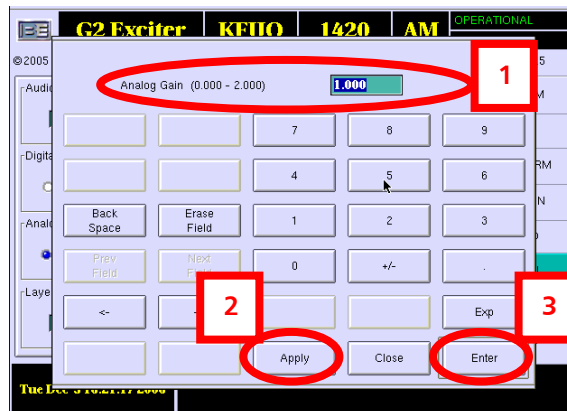 G2 Exciter KFUO 1420 AM OPERATIONAL
©2005
Analog Gain (0.000 - 2.000) 1.000 1
7 8 9
4 5 6
Back Space Erase Field 1 2 3
Prev Field Next 0 +/- .
<- 2 Exp 3
Apply Close Enter